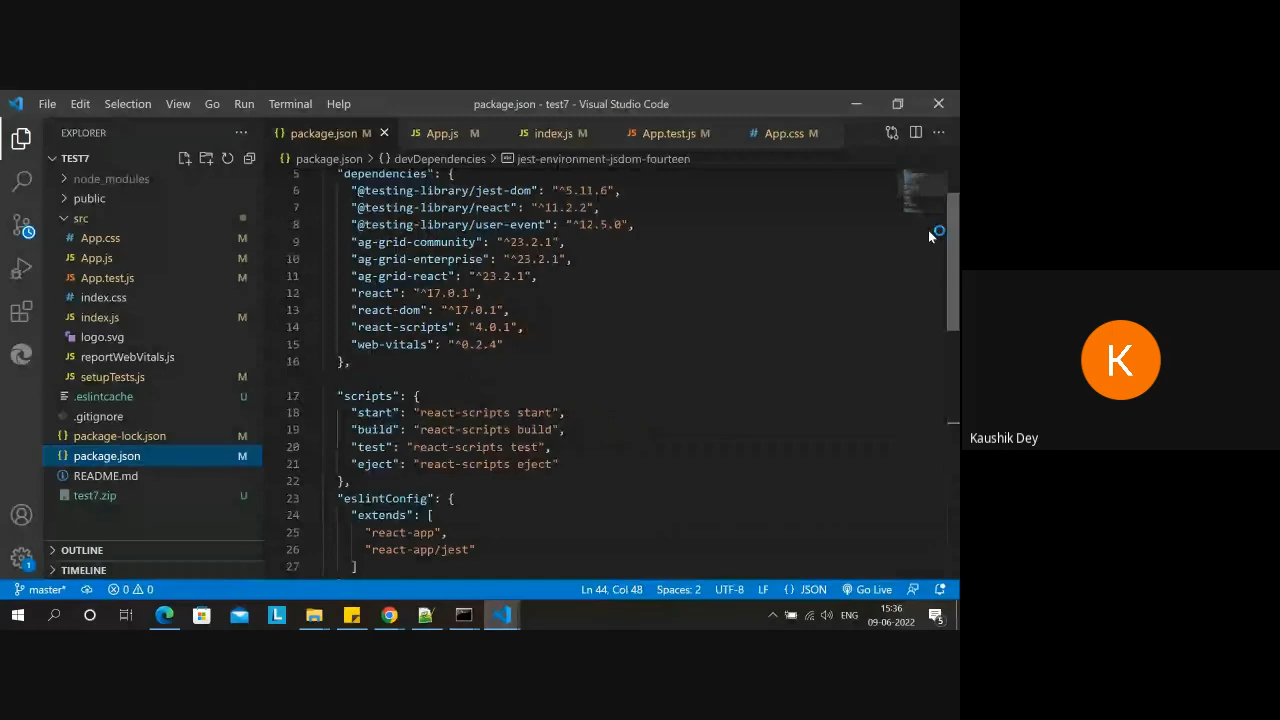 File Edit Selection View Go Run Terminal Help
package.json - test7 - Visual Studio Code
EXPLORER
TEST7
node_modules
public
src
App.css M
App.js M
App.test.js M
index.css
index.js M
logo.svg
reportWebVitals.js
setupTests.js M
.eslintcache U
.gitignore
package-lock.json M
package.json M
README.md
test7.zip U
OUTLINE
TIMELINE
package.json M App.js M index.js M App.test.js M App.css M
package.json > {} devDependencies > jest-environment-jsdom-fourteen
5 "dependencies": {
6 "@testing-library/jest-dom": "^5.11.6",
7 "@testing-library/react": "^11.2.2",
8 "@testing-library/user-event": "^12.5.0",
9 "ag-grid-community": "^23.2.1",
10 "ag-grid-enterprise": "^23.2.1",
11 "ag-grid-react": "^23.2.1",
12 "react": "^17.0.1",
13 "react-dom": "^17.0.1",
14 "react-scripts": "4.0.1",
15 "web-vitals": "^0.2.4"
16 },
17 "scripts": {
18 "start": "react-scripts start",
19 "build": "react-scripts build",
20 "test": "react-scripts test",
21 "eject": "react-scripts eject"
22 },
23 "eslintConfig": {
24 "extends": [
25 "react-app",
26 "react-app/jest"
27 ]
master* 0 0 Ln 44, Col 48 Spaces: 2 UTF-8 LF {} JSON Go Live
1
L
ENG
15:36
09-06-2022
5
K
Kaushik Dey